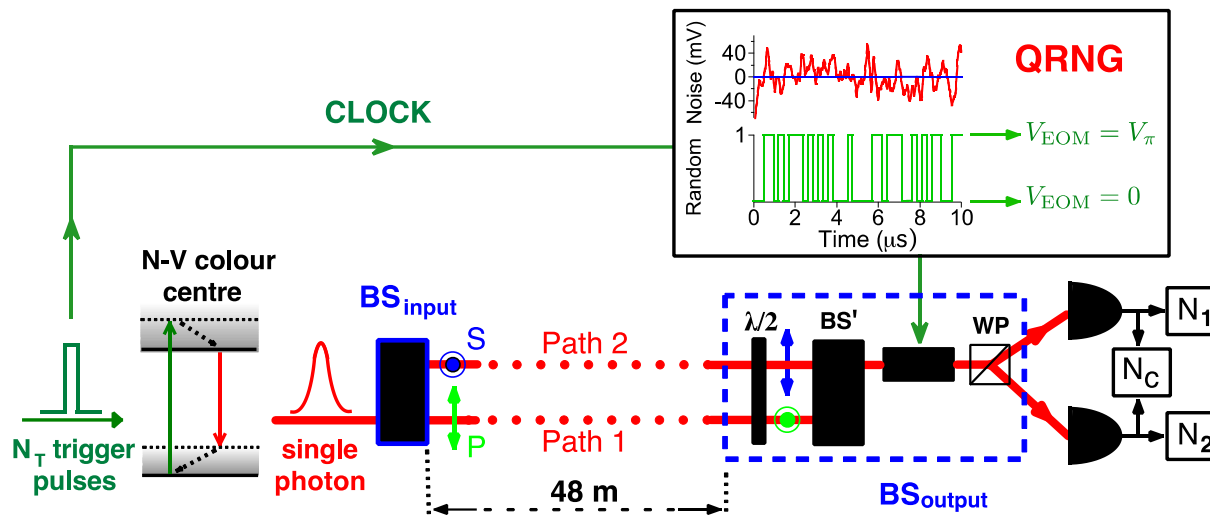 QRNG
Noise (mV)
40
0
-40
Random
1
V_EOM = V_π
V_EOM = 0
0 2 4 6 8 10
Time (μs)
CLOCK
N-V colour
centre
BS_input
S
P
Path 2
Path 1
λ/2
BS'
WP
N_1
N_C
N_2
N_T trigger
pulses
single
photon
48 m
BS_output